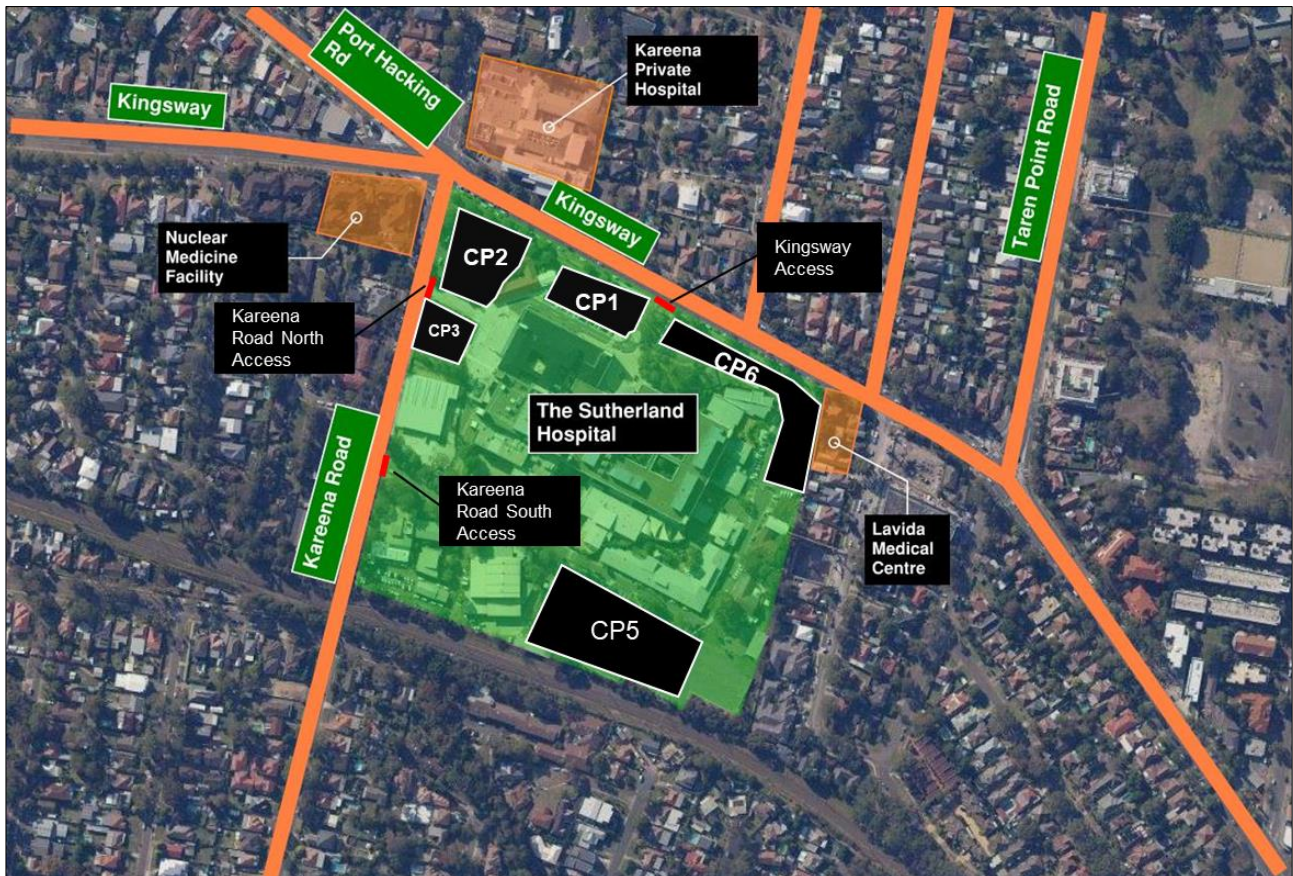 Port Hacking
Rd
Kareena
Private
Hospital
Kingsway
Taren Point Road
Kingsway
Nuclear
Medicine
Facility
CP2
Kingsway
Access
CP1
Kareena
Road North
Access
CP3
CP6
The Sutherland
Hospital
Kareena Road
Kareena
Road South
Access
Lavida
Medical
Centre
CP5